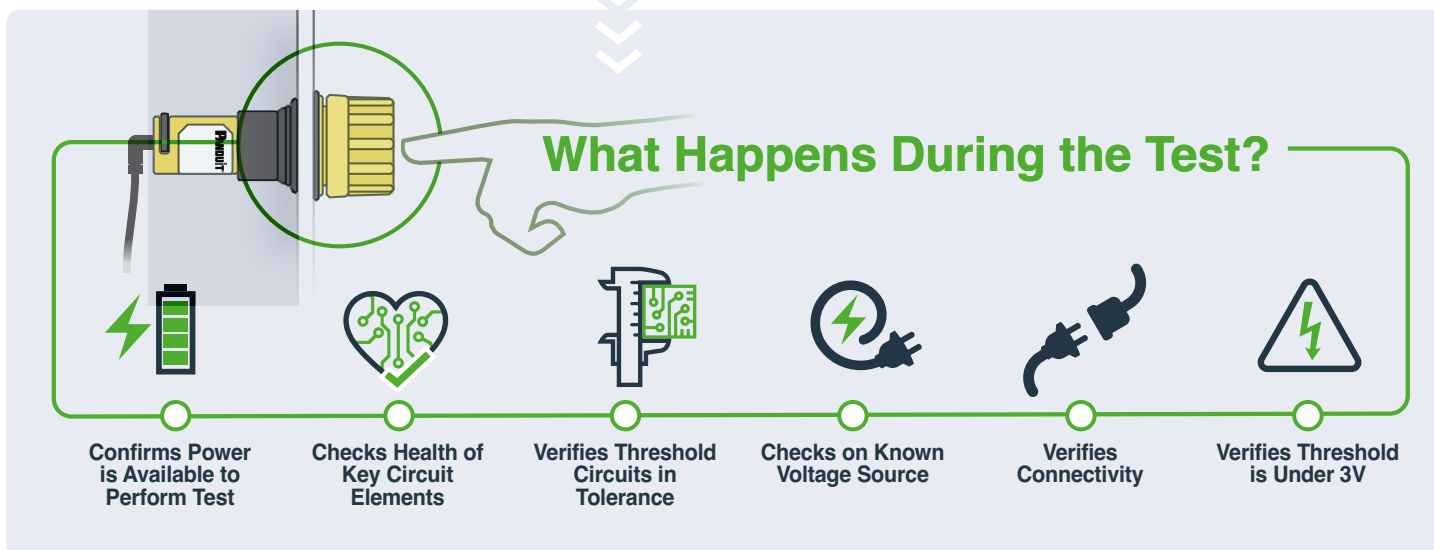 PANDUIT
What Happens During the Test?
Confirms Power
is Available to
Perform Test
Checks Health of
Key Circuit
Elements
Verifies Threshold
Circuits in
Tolerance
Checks on Known
Voltage Source
Verifies
Connectivity
Verifies Threshold
is Under 3V